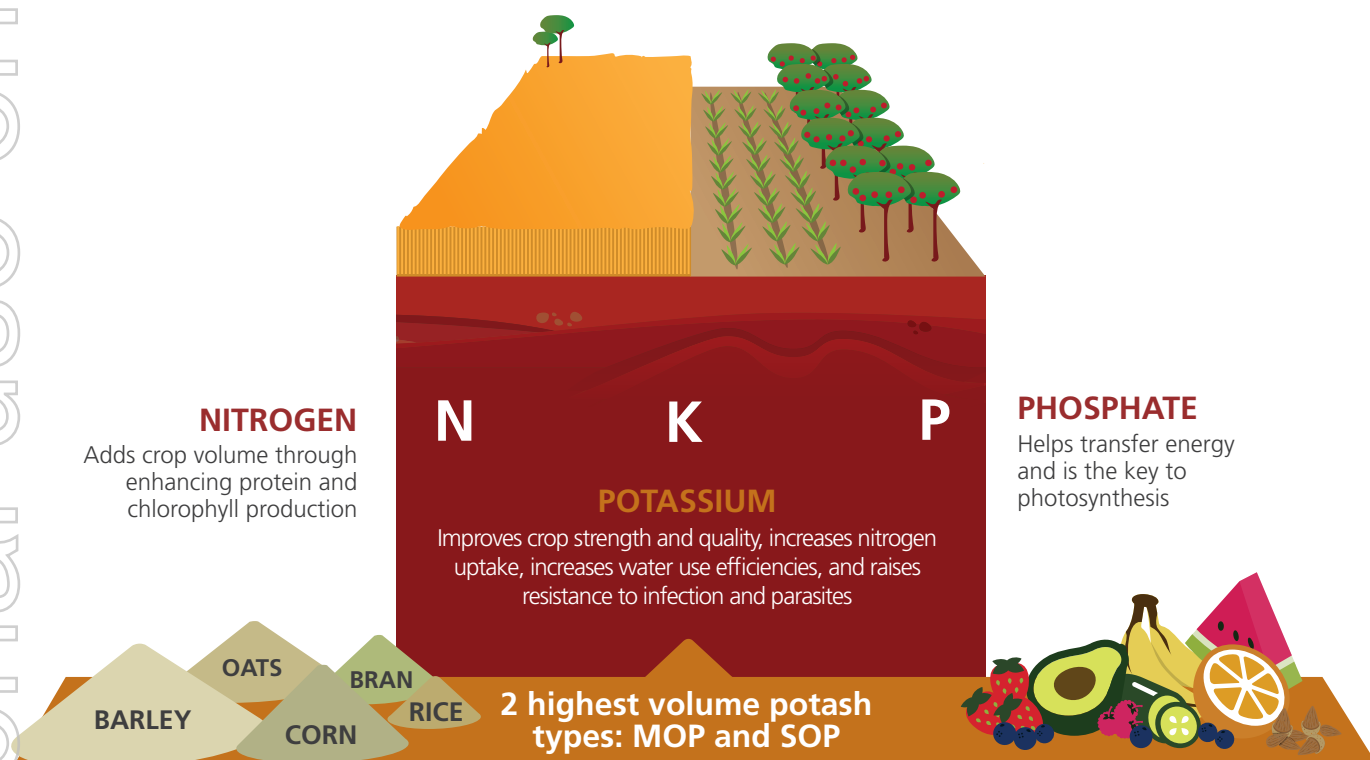 N K P
NITROGEN
Adds crop volume through
enhancing protein and
chlorophyll production
PHOSPHATE
Helps transfer energy
and is the key to
photosynthesis
POTASSIUM
Improves crop strength and quality, increases nitrogen
uptake, increases water use efficiencies, and raises
resistance to infection and parasites
OATS
BRAN
BARLEY
RICE
CORN
2 highest volume potash
types: MOP and SOP